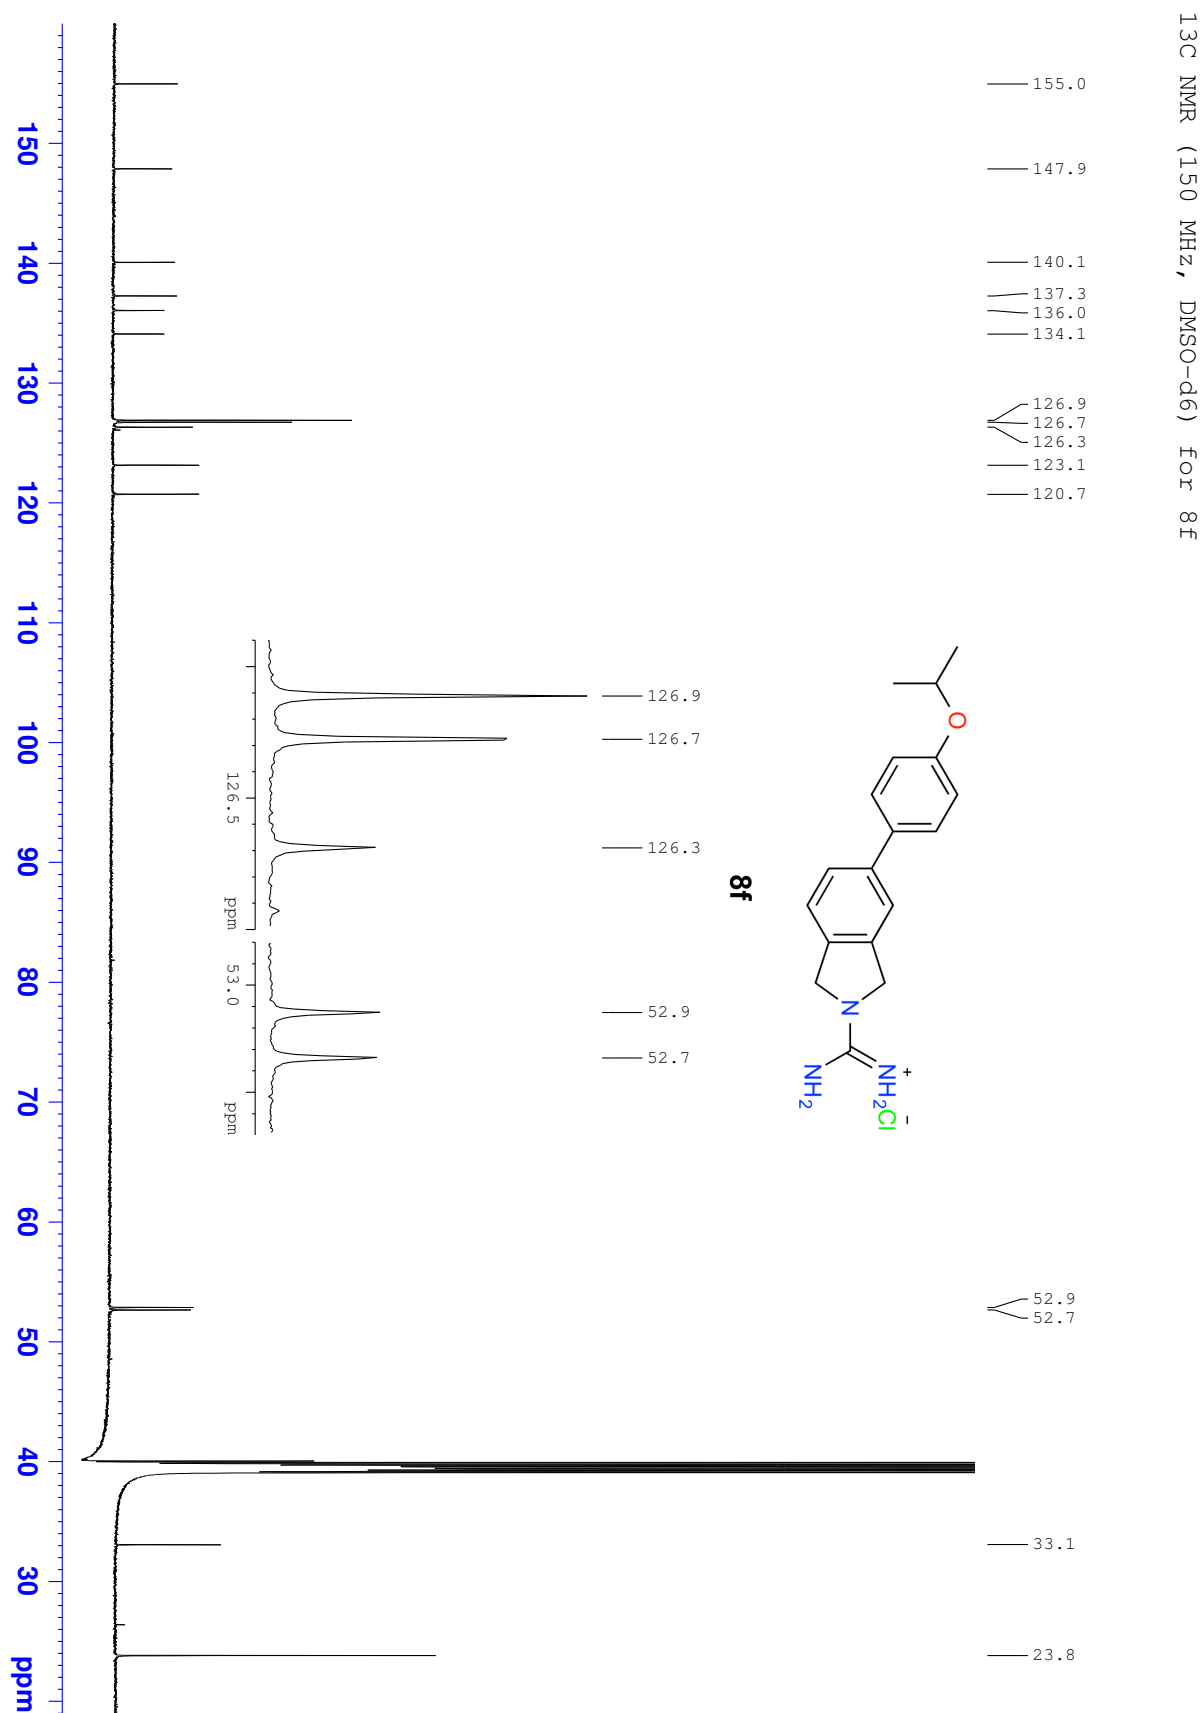 13C NMR (150 MHz, DMSO-d6) for 8f
155.0
147.9
140.1
137.3
136.0
134.1
126.9
126.7
126.3
123.1
120.7
52.9
52.7
33.1
23.8
O
N
NH2
+
NH2
Cl
-
8f
126.9
126.7
126.3
52.9
52.7
126.5 ppm
53.0 ppm
150 140 130 120 110 100 90 80 70 60 50 40 30 ppm